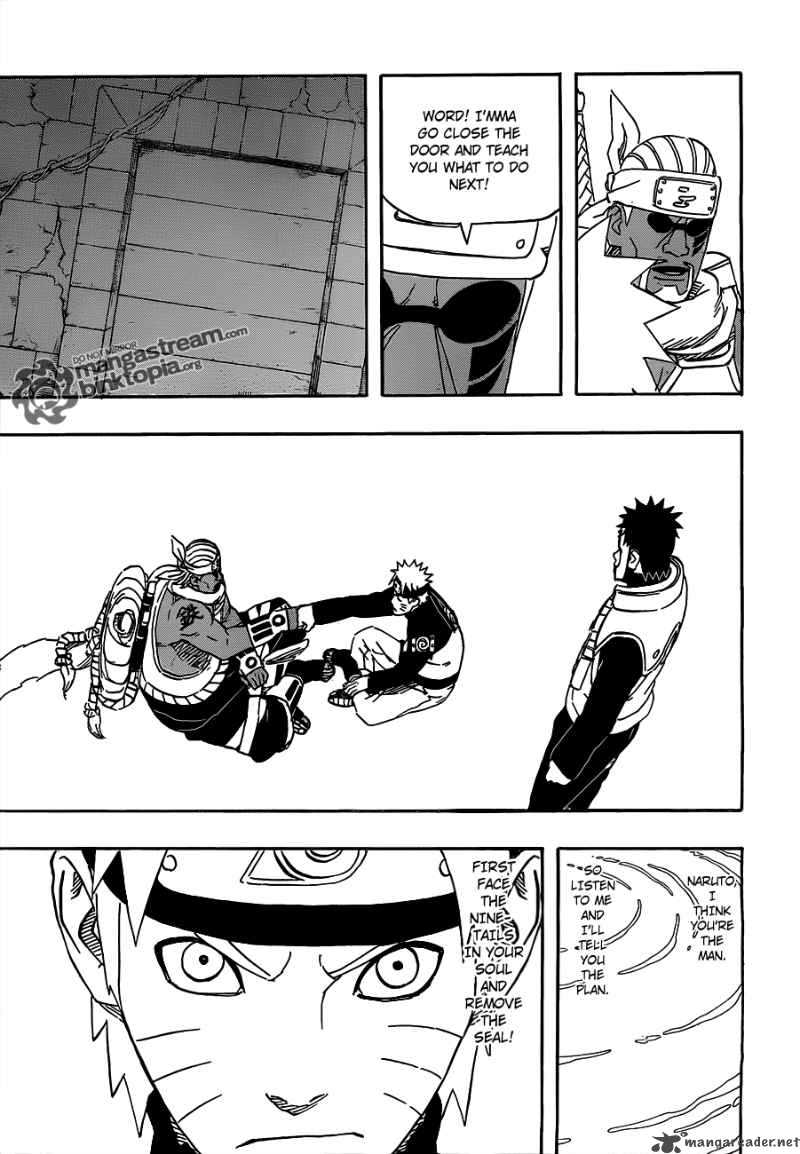 WORD! I'MMA
GO CLOSE THE
DOOR AND TEACH
YOU WHAT TO DO
NEXT!
DO NOT MIRROR
mangastream.com
binktopia.org
鉄
NARUTO,
I
THINK
YOU'RE
THE
MAN.
SO
LISTEN
TO ME
AND
I'LL
TELL
YOU
THE
PLAN.
FIRST
FACE
THE
NINE-
TAILS
IN YOUR
SOUL
AND
REMOVE
THE
SEAL!
mangareader.net